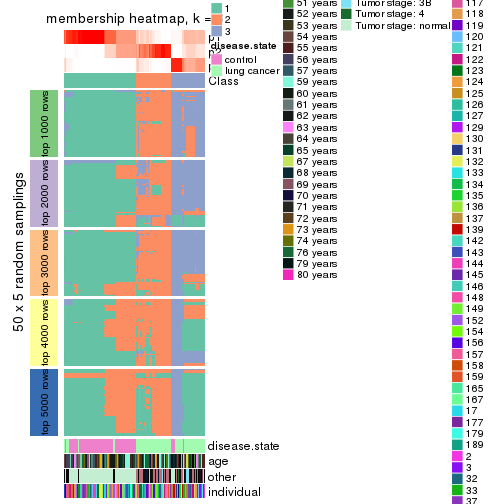 membership heatmap, k =
p1
p2
Class
1
2
3
disease.state
control
lung cancer
50 x 5 random samplings
top 1000 rows
top 2000 rows
top 3000 rows
top 4000 rows
top 5000 rows
disease.state
age
other
individual
51 years
52 years
53 years
54 years
55 years
56 years
57 years
59 years
60 years
61 years
62 years
63 years
64 years
65 years
67 years
68 years
69 years
70 years
71 years
72 years
73 years
74 years
76 years
79 years
80 years
Tumor stage: 3B
Tumor stage: 4
Tumor stage: normal
117
118
119
120
121
122
123
124
125
126
127
129
130
131
132
133
134
135
136
137
139
142
143
144
145
146
148
149
152
154
156
157
158
159
165
167
17
177
179
189
2
3
32
33
37